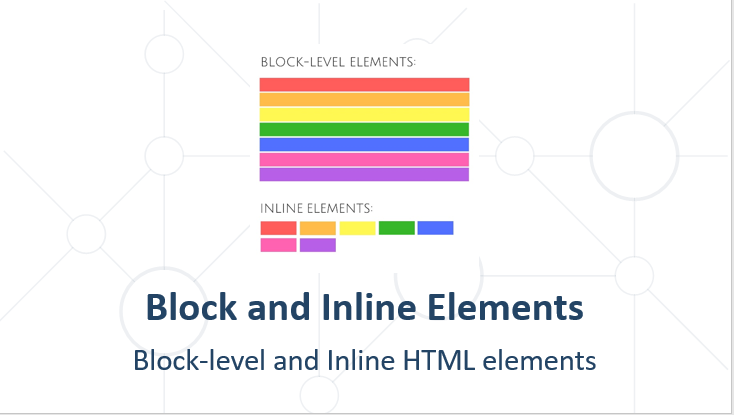 BLOCK-LEVEL ELEMENTS:
INLINE ELEMENTS:
Block and Inline Elements
Block-level and Inline HTML elements